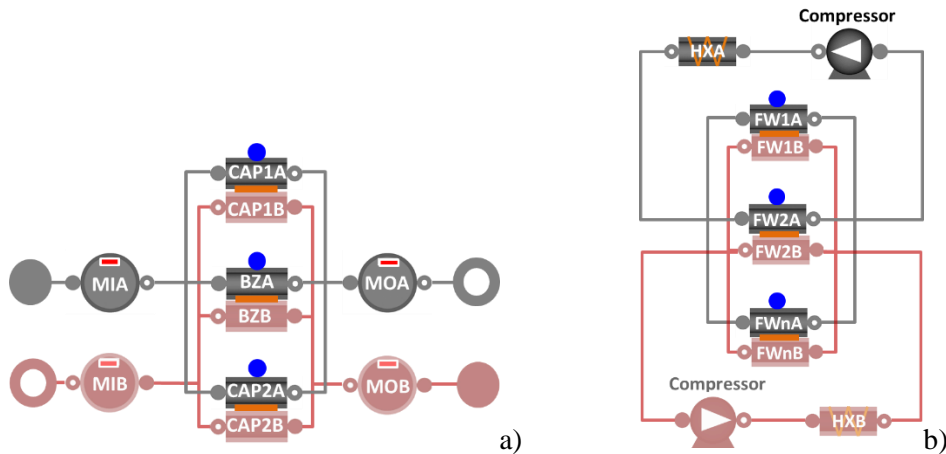 CAP1A
CAP1B
MIA
BZA
MOA
BZB
MIB
CAP2A
MOB
CAP2B
a)
Compressor
HXA
FW1A
FW1B
FW2A
FW2B
FWnA
FWnB
Compressor
HXB
b)